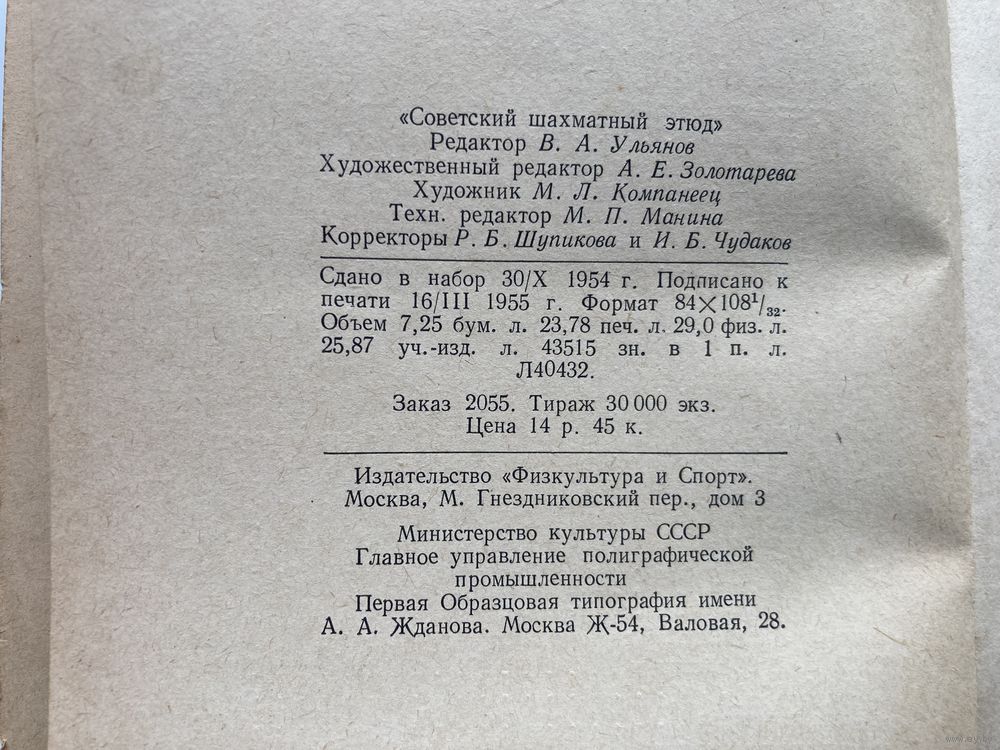 «Советский шахматный этюд»
Редактор В. А. Ульянов
Художественный редактор А. Е. Золотарева
Художник М. Л. Компанеец
Техн. редактор М. П. Манина
Корректоры Р. Б. Шупикова и И. Б. Чудаков
Сдано в набор 30/X 1954 г. Подписано к
печати 16/III 1955 г. Формат 84×108¹/₃₂.
Объем 7,25 бум. л. 23,78 печ. л. 29,0 физ. л.
25,87 уч.-изд. л. 43515 зн. в 1 п. л.
Л40432.
Заказ 2055. Тираж 30 000 экз.
Цена 14 р. 45 к.
Издательство «Физкультура и Спорт».
Москва, М. Гнездниковский пер., дом 3
Министерство культуры СССР
Главное управление полиграфической
промышленности
Первая Образцовая типография имени
А. А. Жданова. Москва Ж-54, Валовая, 28.